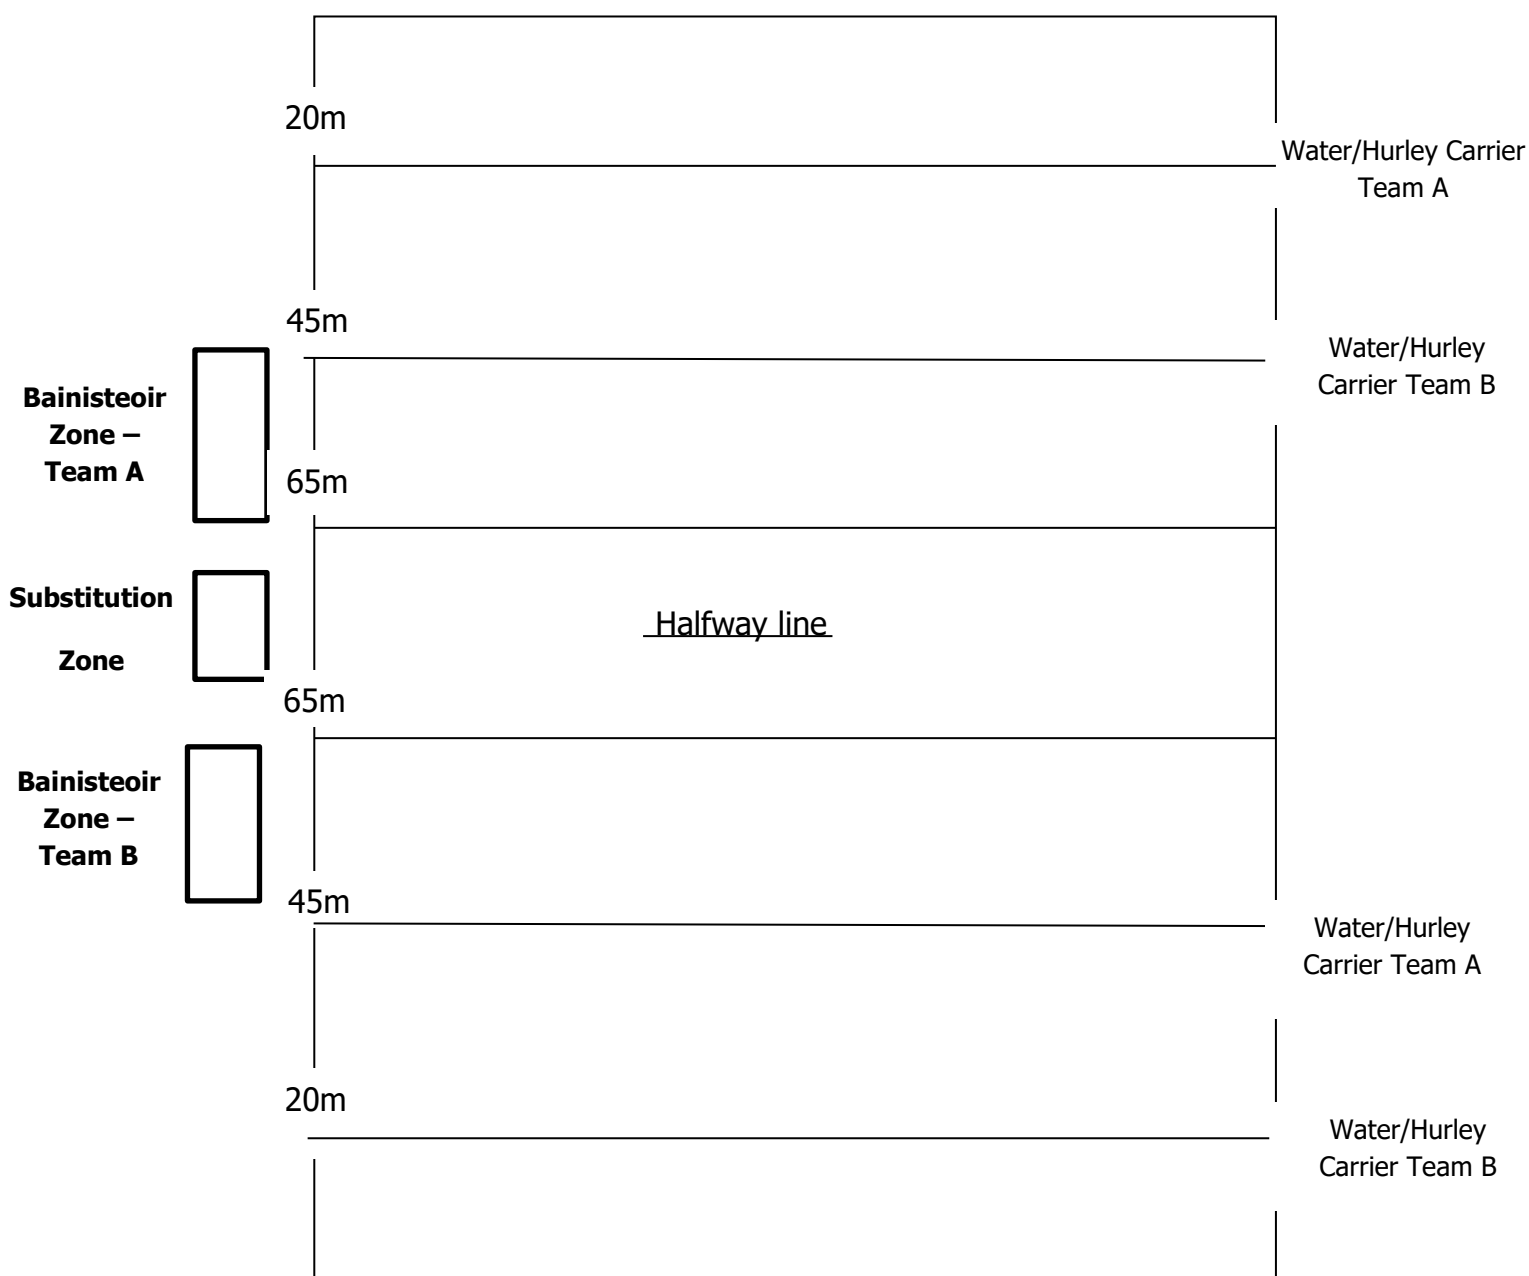 20m
Water/Hurley Carrier
Team A
45m
Water/Hurley
Carrier Team B
Bainisteoir
Zone –
Team A
65m
Substitution
Zone
Halfway line
65m
Bainisteoir
Zone –
Team B
45m
Water/Hurley
Carrier Team A
20m
Water/Hurley
Carrier Team B